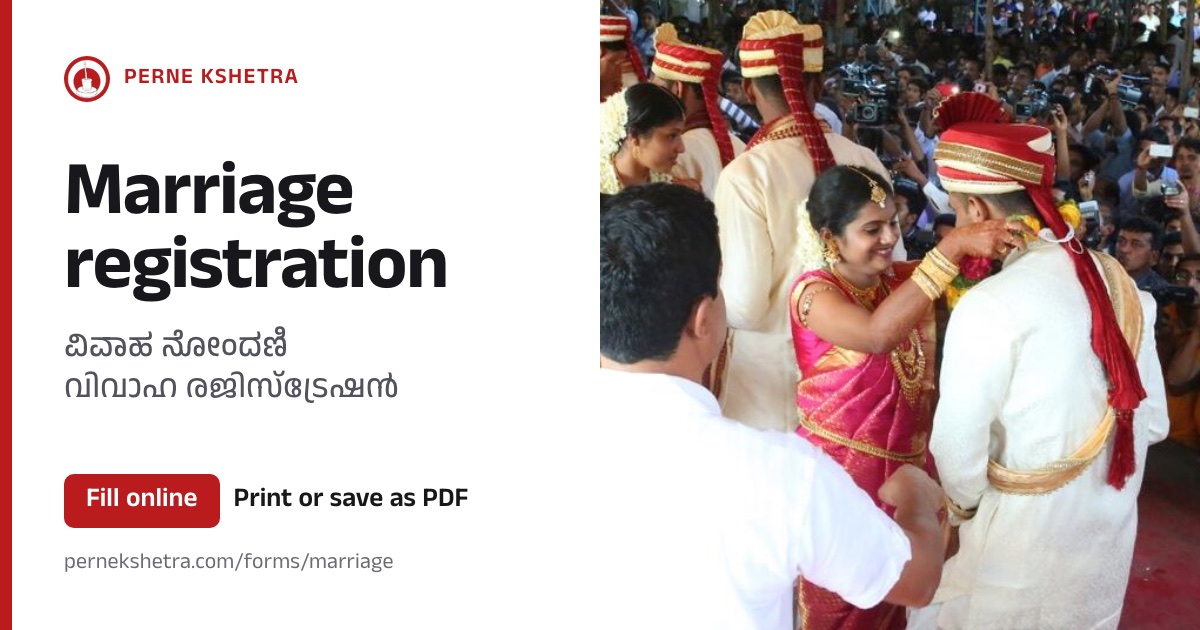 PERNE KSHETRA
Marriage
registration
ವಿವಾಹ ನೋಂದಣಿ
വിവാഹ രജിസ്ട്രേഷൻ
Fill online
Print or save as PDF
pernekshetra.com/forms/marriage